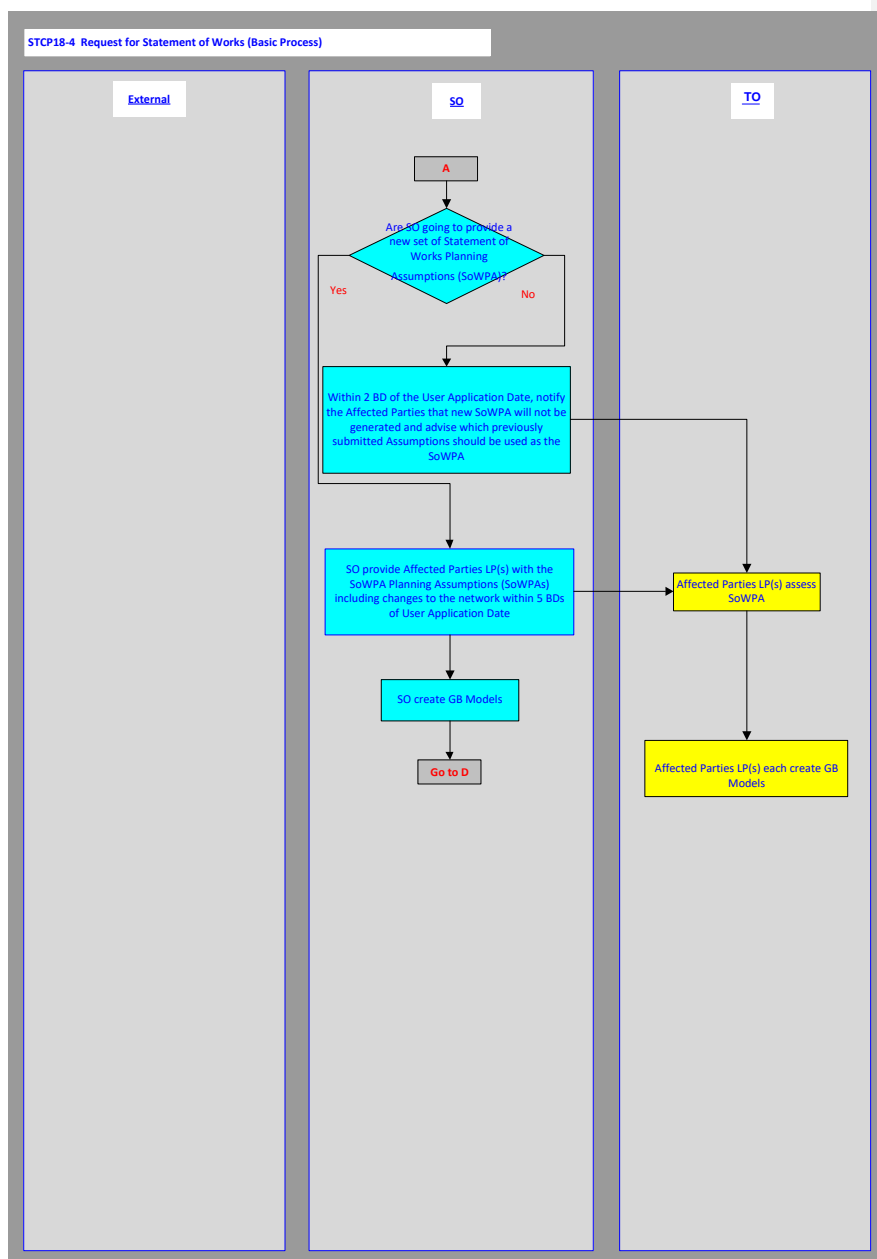 STCP18-4 Request for Statement of Works (Basic Process)
External
SO
TO
A
Are SO going to provide a
new set of Statement of
Works Planning
Assumptions (SoWPA)?
Yes
No
Within 2 BD of the User Application Date, notify
the Affected Parties that new SoWPA will not be
generated and advise which previously
submitted Assumptions should be used as the
SoWPA
SO provide Affected Parties LP(s) with the
SoWPA Planning Assumptions (SoWPAs)
including changes to the network within 5 BDs
of User Application Date
Affected Parties LP(s) assess
SoWPA
SO create GB Models
Go to D
Affected Parties LP(s) each create GB
Models